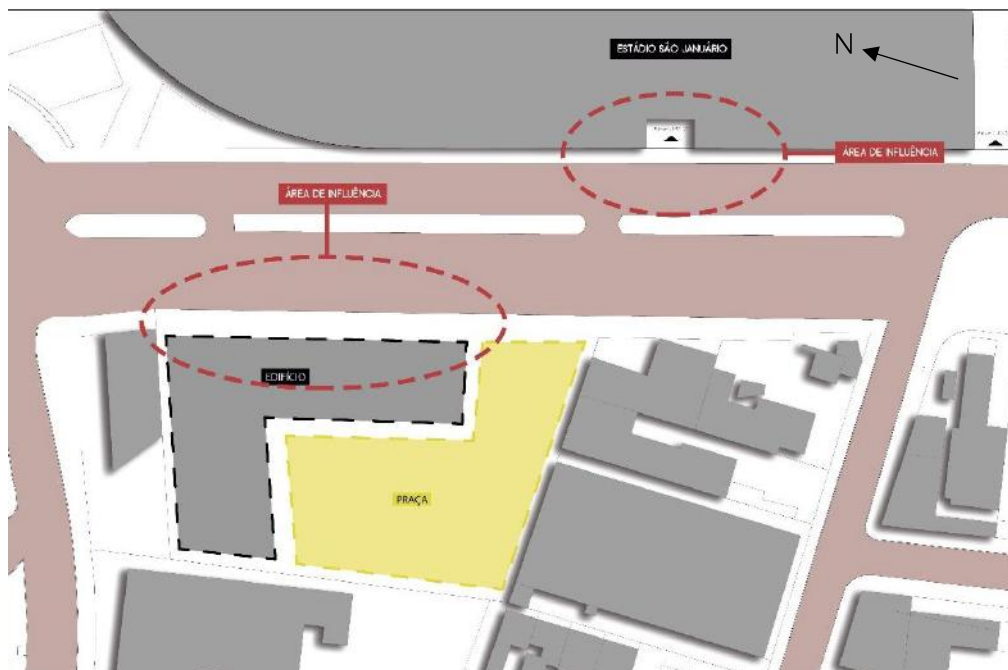 ESTÁDIO SÃO JANUÁRIO
N
ÁREA DE INFLUÊNCIA
ÁREA DE INFLUÊNCIA
EDIFÍCIO
PRAÇA